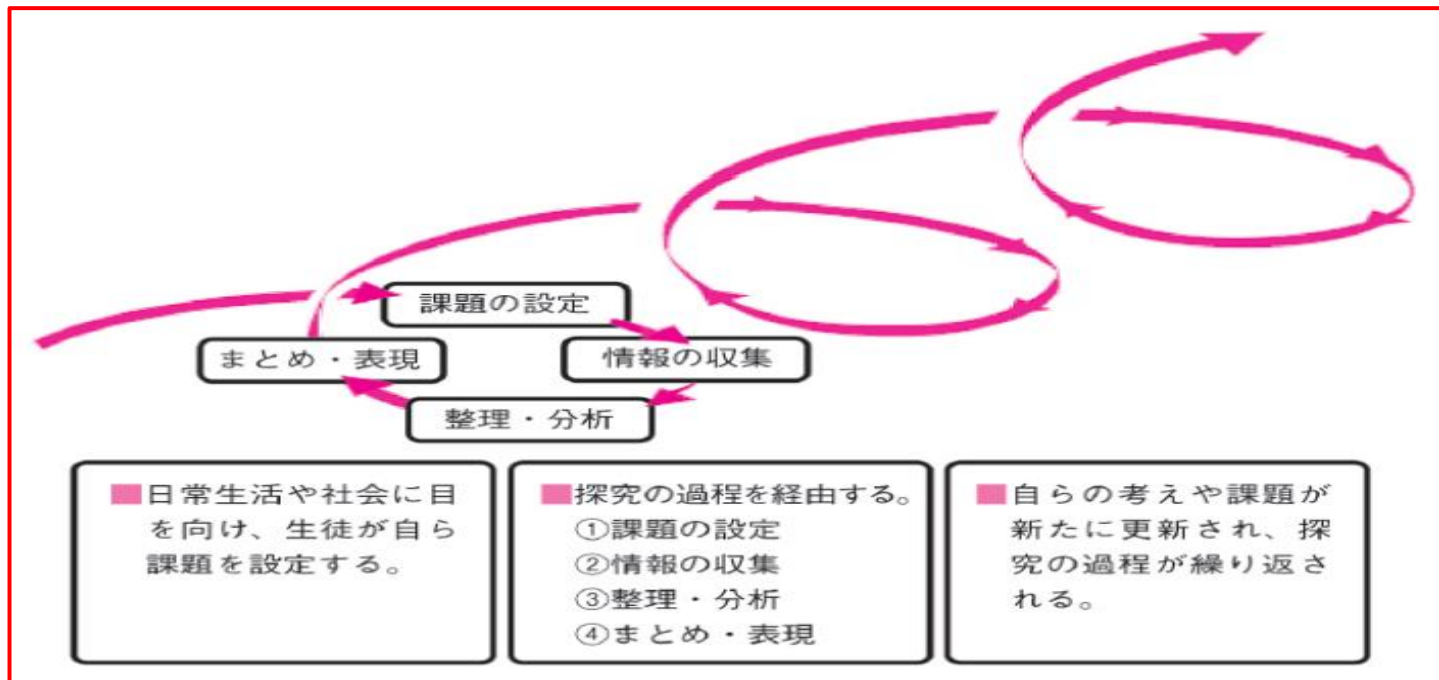 課題の設定
まとめ・表現
情報の収集
整理・分析
■日常生活や社会に目
を向け、生徒が自ら
課題を設定する。
■探究の過程を経由する。
①課題の設定
②情報の収集
③整理・分析
④まとめ・表現
■自らの考えや課題が
新たに更新され、探
究の過程が繰り返さ
れる。